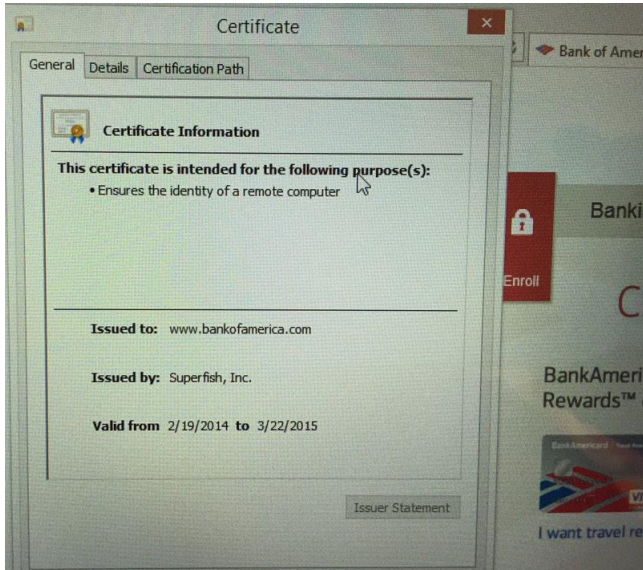 Certificate
General
Details
Certification Path
Certificate Information
This certificate is intended for the following purpose(s):
• Ensures the identity of a remote computer
Issued to: www.bankofamerica.com
Issued by: Superfish, Inc.
Valid from 2/19/2014 to 3/22/2015
Issuer Statement
Bank of Amer
Banki
Enroll
C
BankAmeri
Rewards™
I want travel re